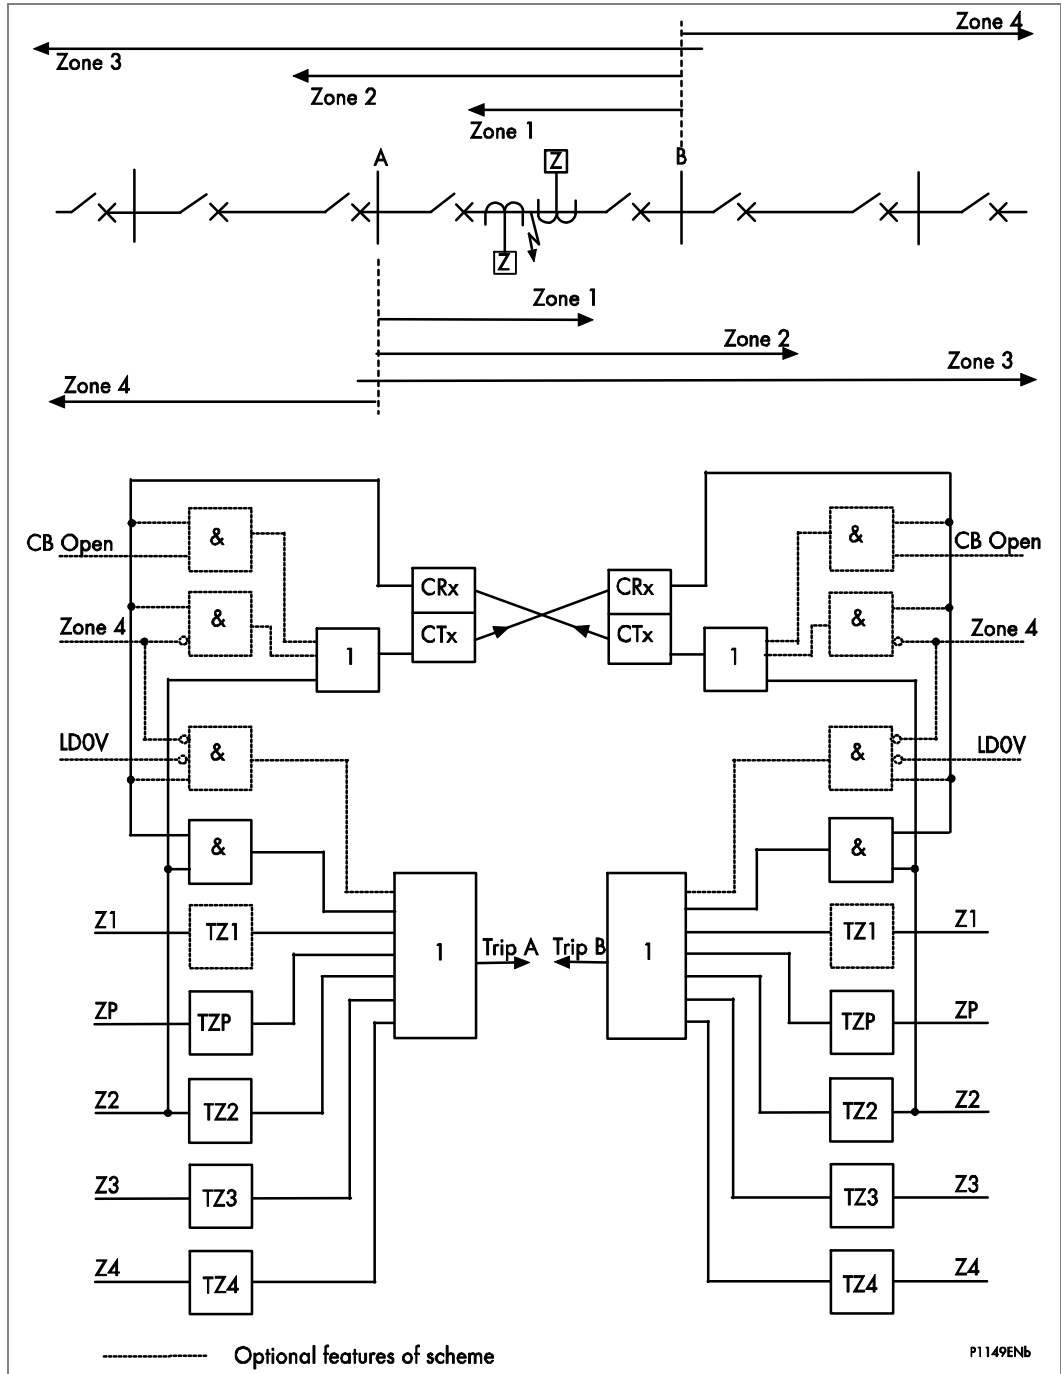 Zone 4
Zone 3
Zone 2
Zone 1
A
Z
B
Z
Zone 1
Zone 2
Zone 3
Zone 4
&
&
CB Open
CB Open
CRx
CRx
&
&
Zone 4
CTx
CTx
Zone 4
1
1
LD0V
&
&
LD0V
&
&
Z1
TZ1
TZ1
Z1
1
Trip A
Trip B
1
ZP
TZP
TZP
ZP
Z2
TZ2
TZ2
Z2
Z3
TZ3
TZ3
Z3
Z4
TZ4
TZ4
Z4
Optional features of scheme
P1149ENb